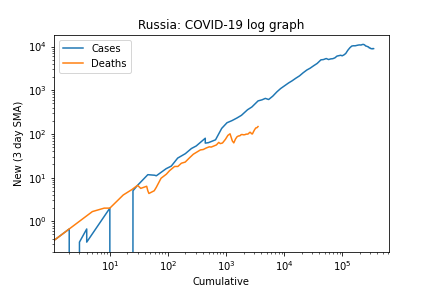 Russia: COVID-19 log graph
Cases
Deaths
New (3 day SMA)
10⁴
10³
10²
10¹
10⁰
10¹ 10² 10³ 10⁴ 10⁵
Cumulative